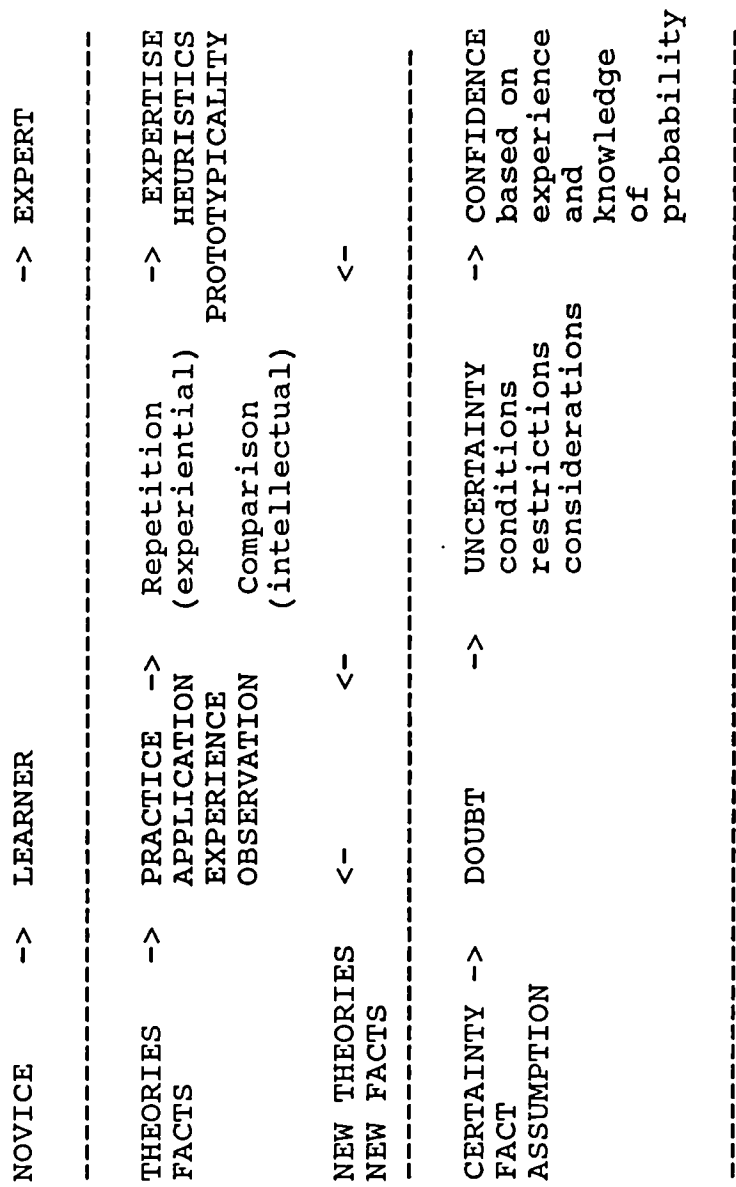 NOVICE -> LEARNER -> EXPERT
------------------------------------------------------------
THEORIES -> PRACTICE -> Repetition -> EXPERTISE
FACTS APPLICATION (experiential) HEURISTICS
EXPERIENCE PROTOTYPICALITY
OBSERVATION Comparison
(intellectual)
NEW THEORIES <- <- <-
NEW FACTS
------------------------------------------------------------
CERTAINTY -> DOUBT -> UNCERTAINTY -> CONFIDENCE
FACT conditions based on
ASSUMPTION restrictions experience
considerations and
knowledge
of
probability
------------------------------------------------------------